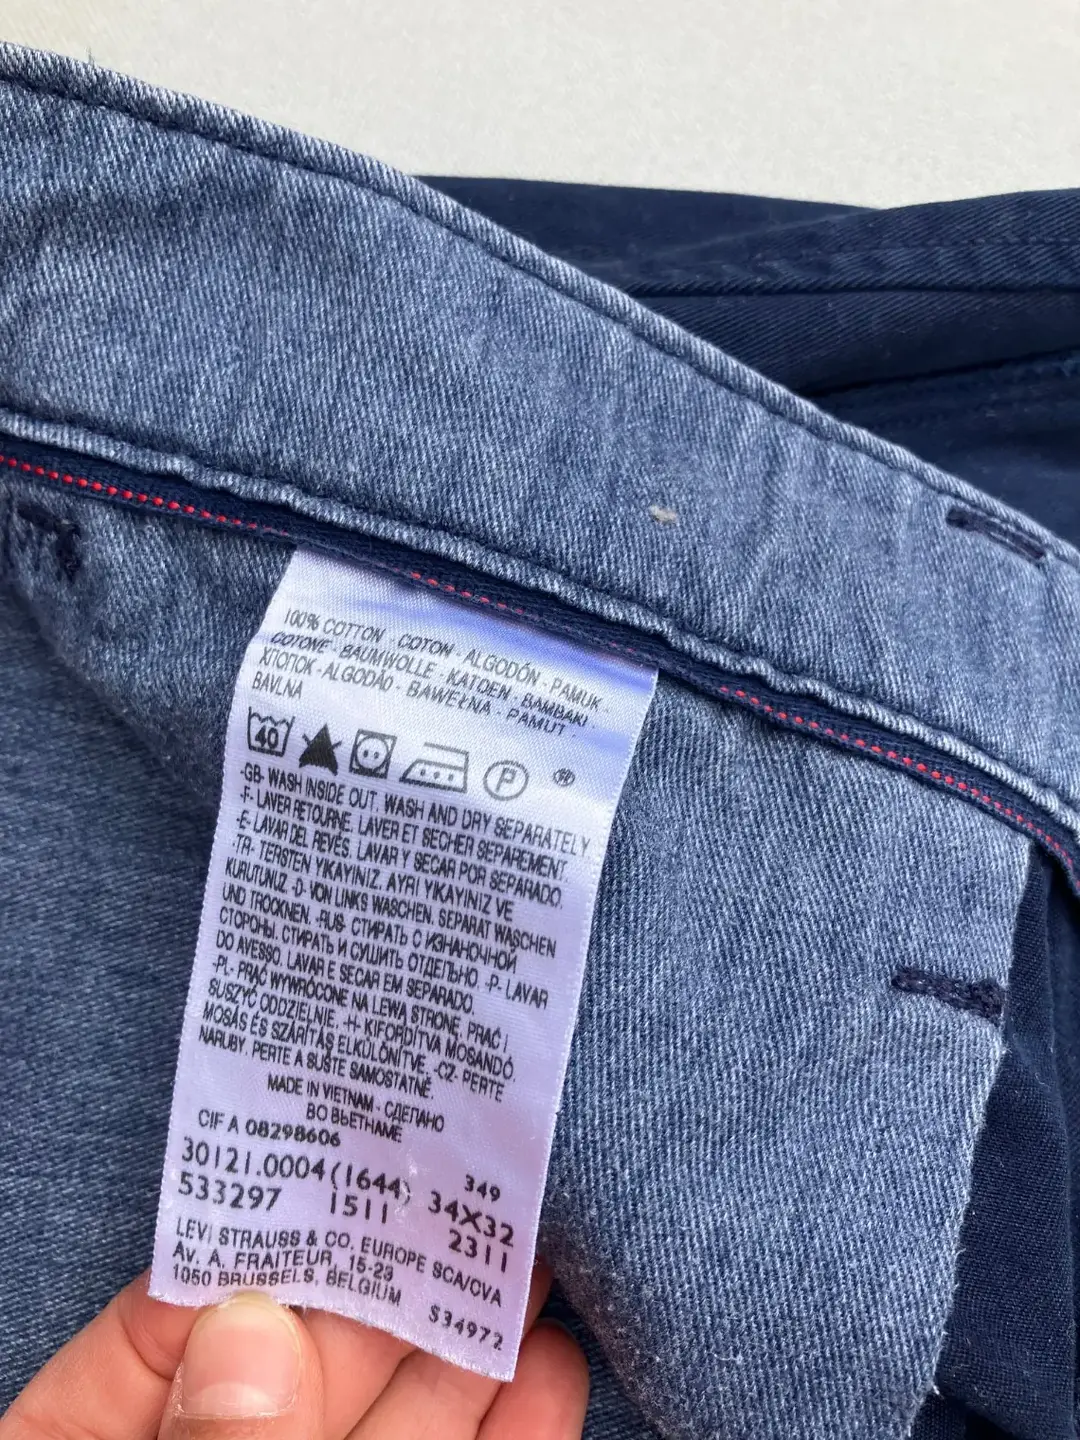 100% COTTON - COTON - ALGODÓN - PAMUK -
COTONE - BAUMWOLLE - KATOEN - BAMBAKI -
ХЛОПОК - ALGODÃO - BAWEŁNA - PAMUT -
BAVLNA
40 P
-GB- WASH INSIDE OUT. WASH AND DRY SEPARATELY
-F- LAVER RETOURNE. LAVER ET SECHER SEPAREMENT.
-E- LAVAR DEL REVÉS. LAVAR Y SECAR POR SEPARADO.
-TR- TERSTEN YIKAYINIZ. AYRI YIKAYINIZ VE
KURUTUNUZ. -D- VON LINKS WASCHEN. SEPARAT WASCHEN
UND TROCKNEN. -RUS- СТИРАТЬ С ИЗНАНОЧНОЙ
СТОРОНЫ. СТИРАТЬ И СУШИТЬ ОТДЕЛЬНО. -P- LAVAR
DO AVESSO. LAVAR E SECAR EM SEPARADO.
-PL- PRAĆ WYWRÓCONE NA LEWĄ STRONĘ. PRAĆ I
SUSZYĆ ODDZIELNIE. -H- KIFORDÍTVA MOSANDÓ.
MOSÁS ÉS SZÁRÍTÁS ELKÜLÖNÍTVE. -CZ- PERTE
NARUBY. PERTE A SUŠTE SAMOSTATNĚ.
MADE IN VIETNAM - СДЕЛАНО
ВО ВЬЕТНАМЕ
CIF A 08298606
30121.0004 (1644) 349
533297 1511 34X32
2311
LEVI STRAUSS & CO. EUROPE SCA/CVA
AV. A. FRAITEUR, 15-23
1050 BRUSSELS, BELGIUM S34972